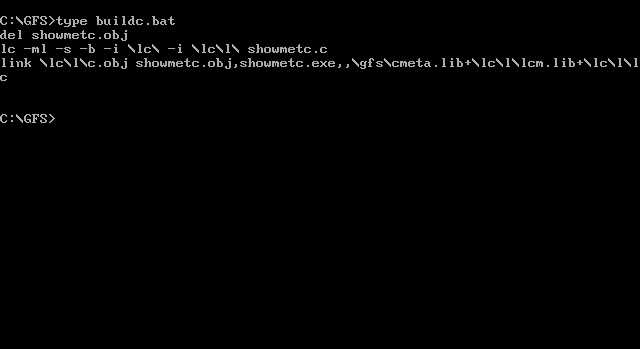 C:\GFS>type buildc.bat
del showmetc.obj
lc -ml -s -b -i \lc\ -i \lc\l\ showmetc.c
link \lc\l\c.obj showmetc.obj,showmetc.exe,,\gfs\cmeta.lib+\lc\l\lcm.lib+\lc\l\l
c
C:\GFS>